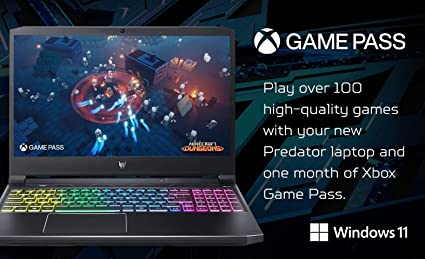 GAME PASS
Play over 100
high-quality games
with your new
Predator laptop and
one month of Xbox
Game Pass.
Windows 11
GAME PASS
MINECRAFT
DUNGEONS